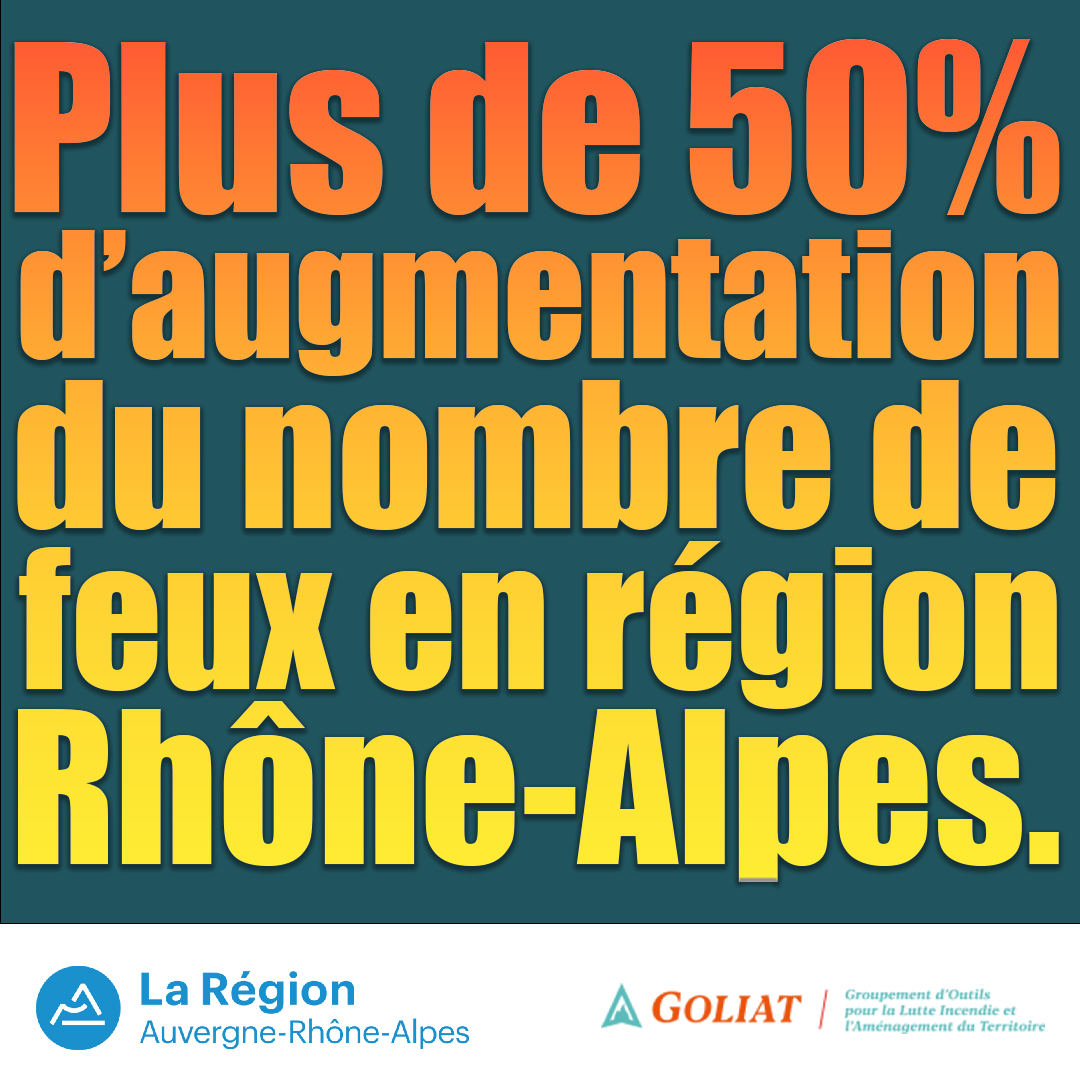 Plus de 50%
d’augmentation
du nombre de
feux en région
Rhône-Alpes.
La Région
Auvergne-Rhône-Alpes
GOLIAT
Groupement d'Outils
pour la Lutte Incendie et
l'Aménagement du Territoire